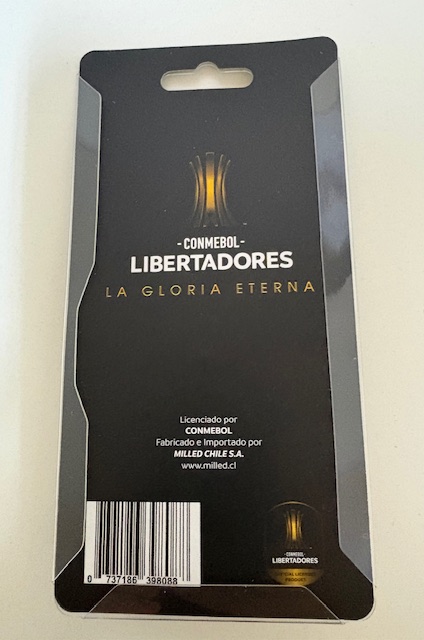 - CONMEBOL -
LIBERTADORES
LA GLORIA ETERNA
Licenciado por
CONMEBOL
Fabricado e Importado por
MILLED CHILE S.A.
www.milled.cl
0 737186 398088
- CONMEBOL -
LIBERTADORES
PRODUCT